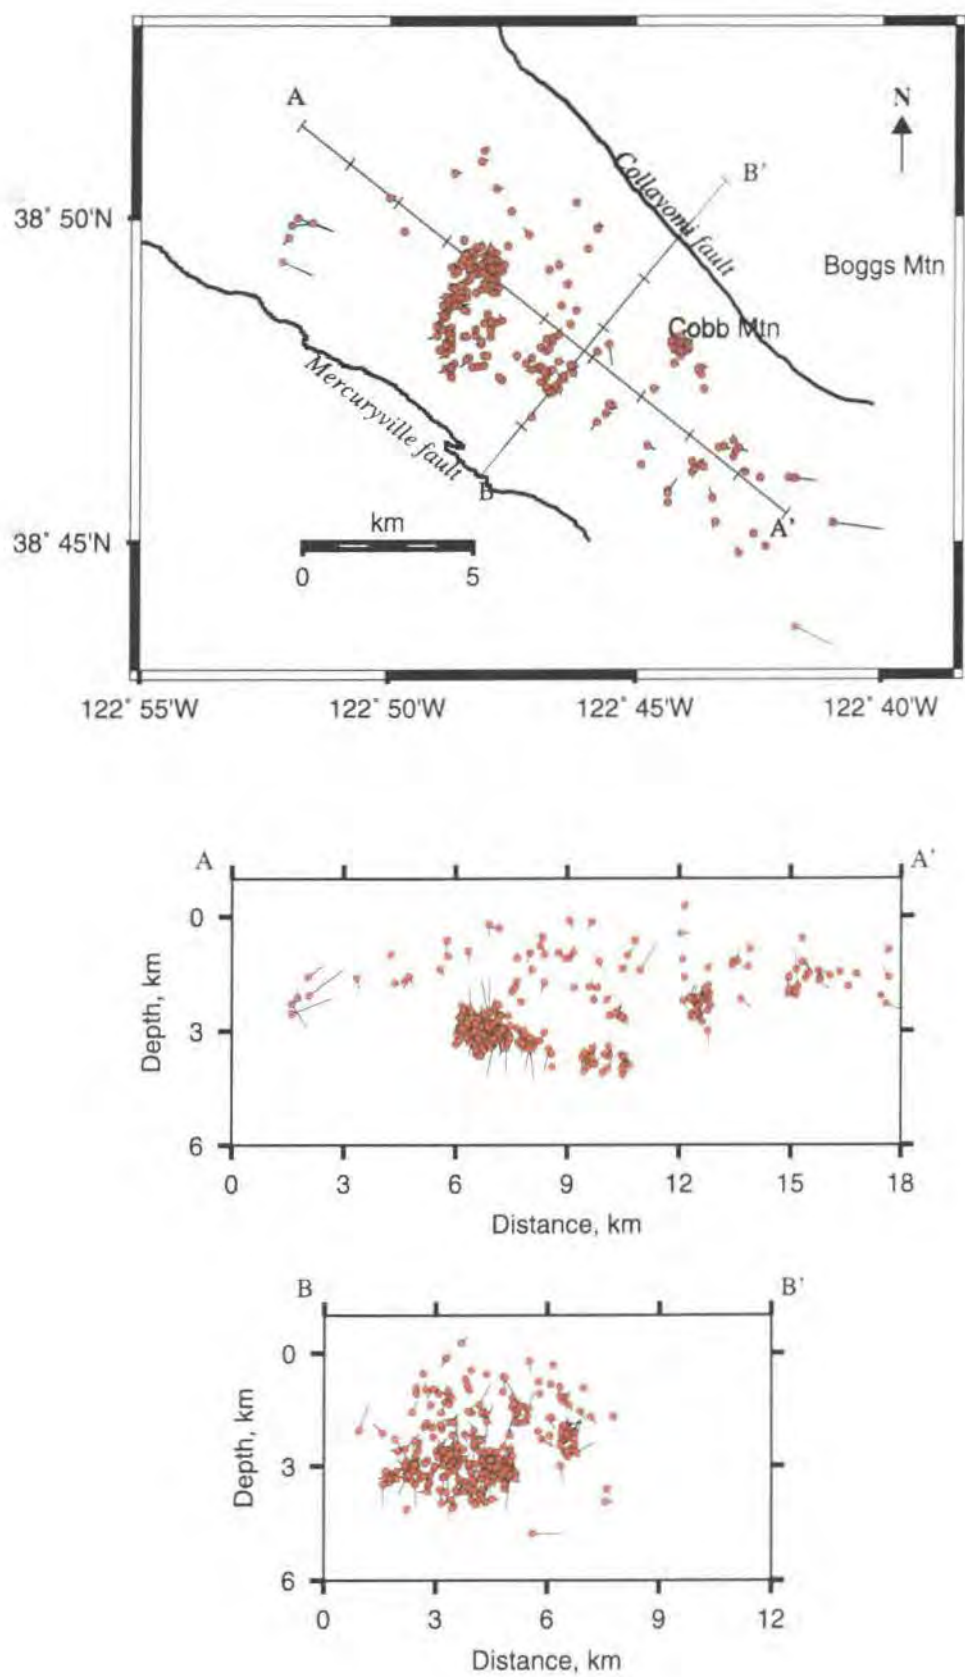 A
N
B'
Collayomi fault
38° 50'N
Boggs Mtn
Cobb Mtn
Mercuryville fault
B
A'
km
0 5
38° 45'N
122° 55'W 122° 50'W 122° 45'W 122° 40'W
A A'
0
3
6
Depth, km
0 3 6 9 12 15 18
Distance, km
B B'
0
3
6
Depth, km
0 3 6 9 12
Distance, km